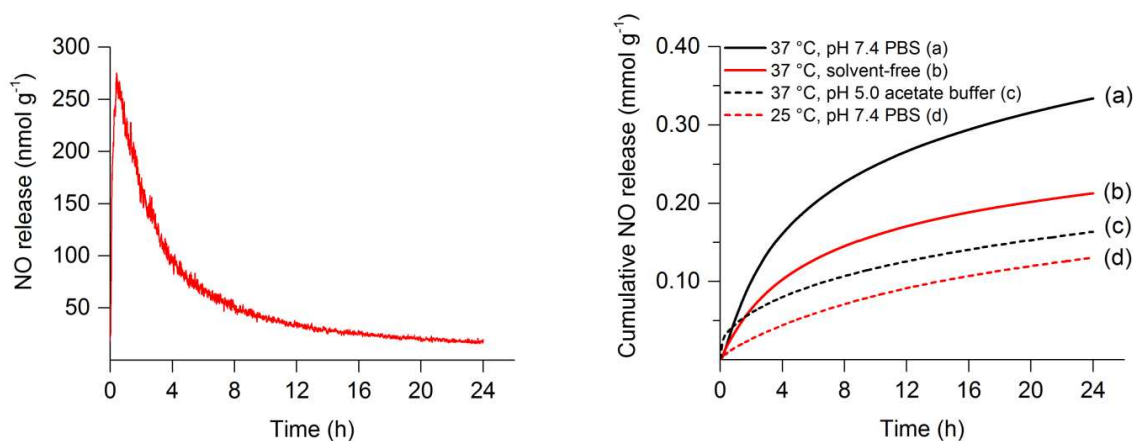 NO release (nmol g⁻¹)
300
250
200
150
100
50
0 4 8 12 16 20 24
Time (h)
Cumulative NO release (mmol g⁻¹)
0.40
0.30
0.20
0.10
37 °C, pH 7.4 PBS (a)
37 °C, solvent-free (b)
37 °C, pH 5.0 acetate buffer (c)
25 °C, pH 7.4 PBS (d)
(a)
(b)
(c)
(d)
0 4 8 12 16 20 24
Time (h)